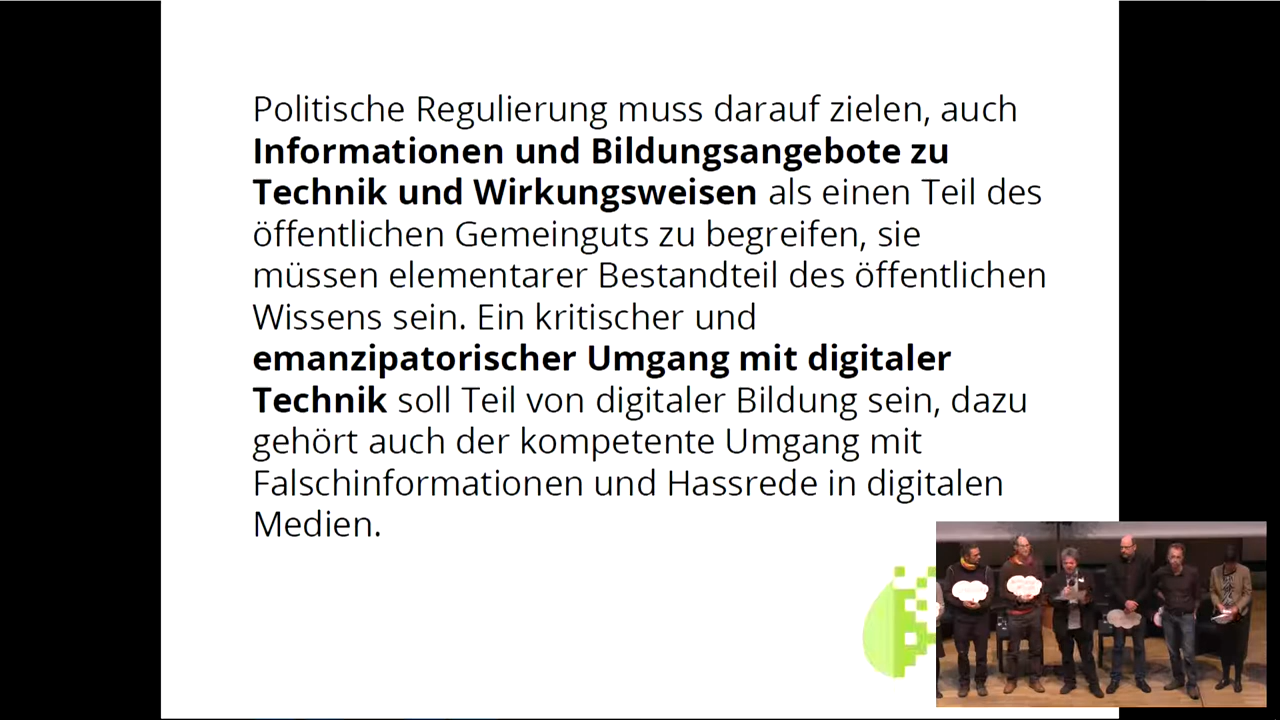 Politische Regulierung muss darauf zielen, auch
Informationen und Bildungsangebote zu
Technik und Wirkungsweisen als einen Teil des
öffentlichen Gemeinguts zu begreifen, sie
müssen elementarer Bestandteil des öffentlichen
Wissens sein. Ein kritischer und
emanzipatorischer Umgang mit digitaler
Technik soll Teil von digitaler Bildung sein, dazu
gehört auch der kompetente Umgang mit
Falschinformationen und Hassrede in digitalen
Medien.